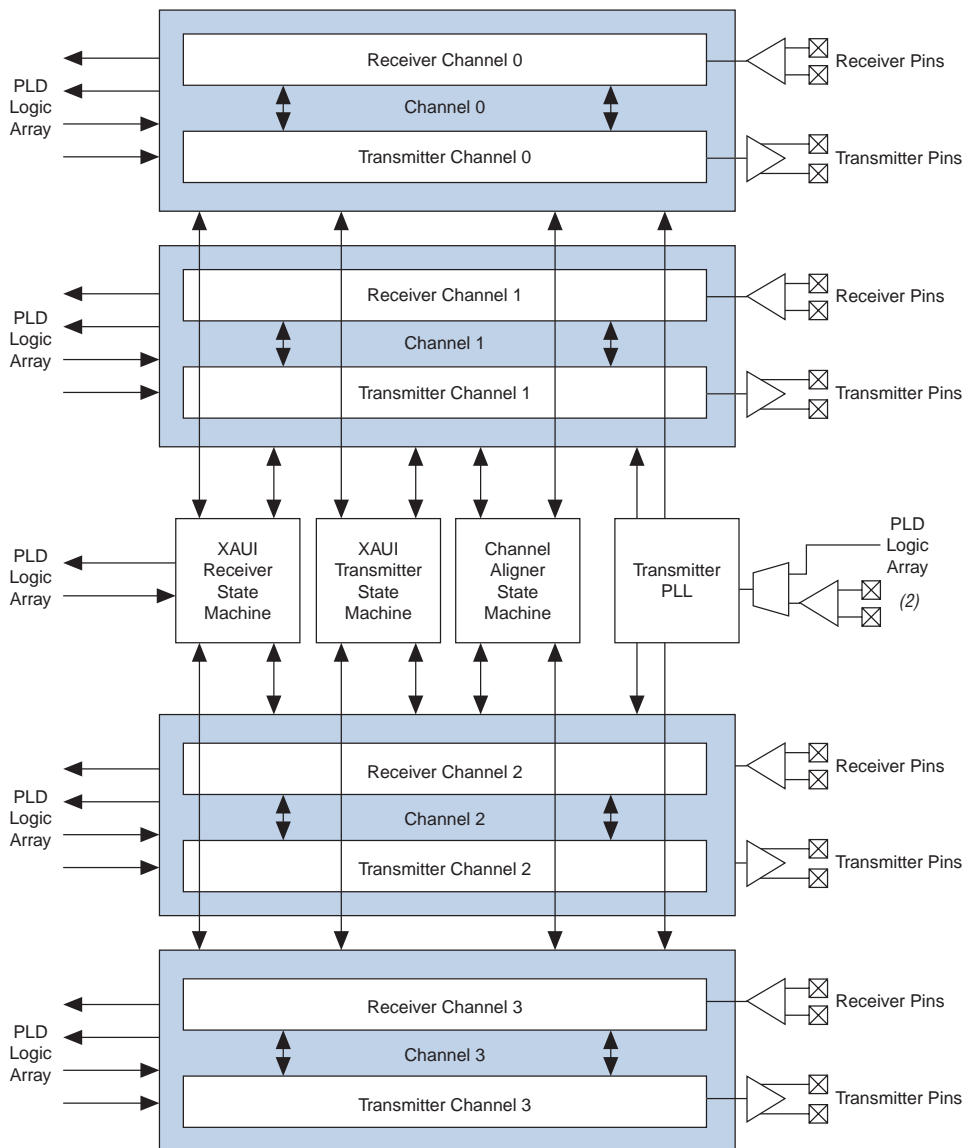 Receiver Channel 0
Receiver Pins
PLD
Logic
Array
Channel 0
Transmitter Channel 0
Transmitter Pins
Receiver Channel 1
Receiver Pins
PLD
Logic
Array
Channel 1
Transmitter Channel 1
Transmitter Pins
PLD
Logic
Array
XAUI
Receiver
State
Machine
XAUI
Transmitter
State
Machine
Channel
Aligner
State
Machine
Transmitter
PLL
PLD
Logic
Array
(2)
Receiver Channel 2
Receiver Pins
PLD
Logic
Array
Channel 2
Transmitter Channel 2
Transmitter Pins
Receiver Channel 3
Receiver Pins
PLD
Logic
Array
Channel 3
Transmitter Channel 3
Transmitter Pins